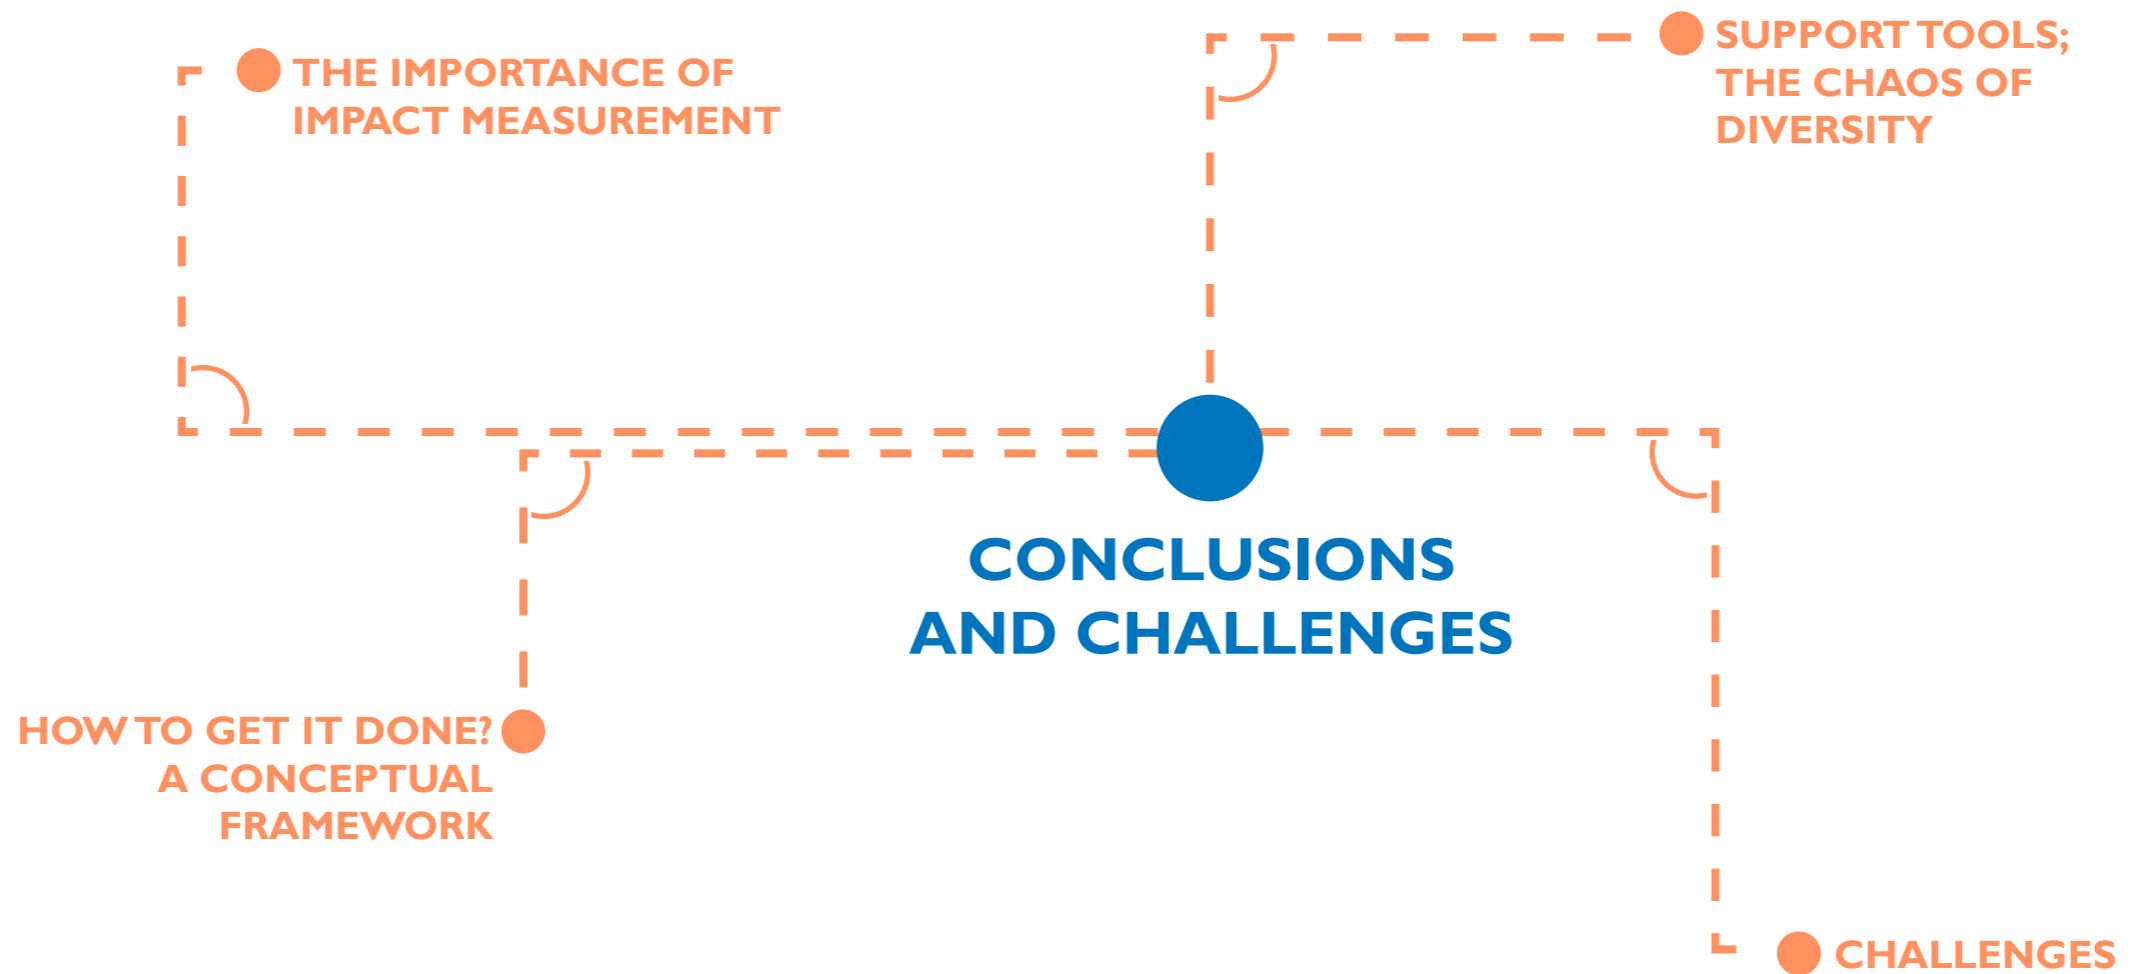 THE IMPORTANCE OF
IMPACT MEASUREMENT
SUPPORT TOOLS;
THE CHAOS OF
DIVERSITY
CONCLUSIONS
AND CHALLENGES
HOW TO GET IT DONE?
A CONCEPTUAL
FRAMEWORK
CHALLENGES